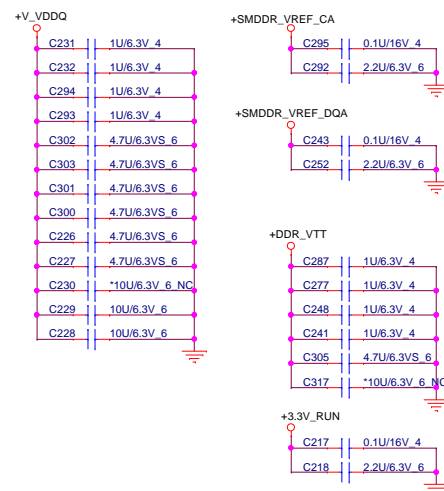 +V_VDDQ
C231 1U/6.3V_4
C232 1U/6.3V_4
C294 1U/6.3V_4
C293 1U/6.3V_4
C302 4.7U/6.3VS_6
C303 4.7U/6.3VS_6
C301 4.7U/6.3VS_6
C300 4.7U/6.3VS_6
C226 4.7U/6.3VS_6
C227 4.7U/6.3VS_6
C230 *10U/6.3V_6_NC
C229 10U/6.3V_6
C228 10U/6.3V_6
+SMDDR_VREF_CA
C295 0.1U/16V_4
C292 2.2U/6.3V_6
+SMDDR_VREF_DQA
C243 0.1U/16V_4
C252 2.2U/6.3V_6
+DDR_VTT
C287 1U/6.3V_4
C277 1U/6.3V_4
C248 1U/6.3V_4
C241 1U/6.3V_4
C305 4.7U/6.3VS_6
C317 *10U/6.3V_6_NC
+3.3V_RUN
C217 0.1U/16V_4
C218 2.2U/6.3V_6